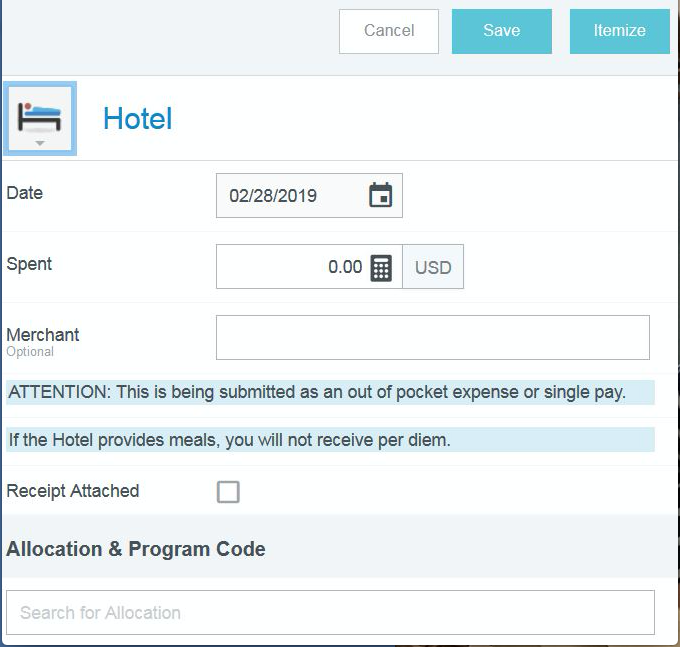 Cancel Save Itemize
Hotel
Date
02/28/2019
Spent
0.00 USD
Merchant
Optional
ATTENTION: This is being submitted as an out of pocket expense or single pay.
If the Hotel provides meals, you will not receive per diem.
Receipt Attached
Allocation & Program Code
Search for Allocation